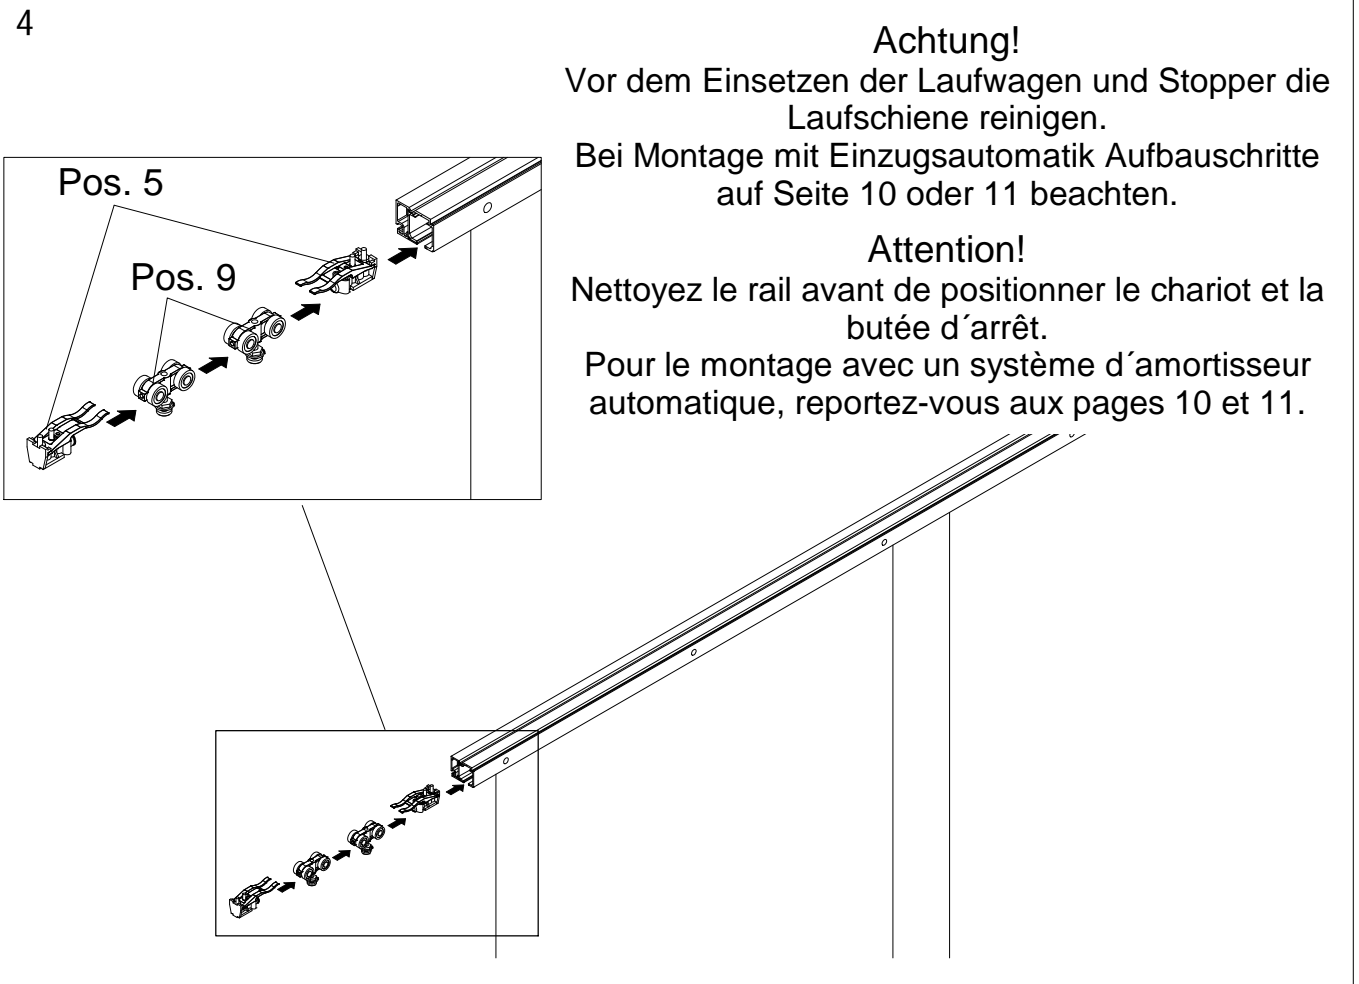 4
Achtung!
Vor dem Einsetzen der Laufwagen und Stopper die
Laufschiene reinigen.
Bei Montage mit Einzugsautomatik Aufbauschritte
auf Seite 10 oder 11 beachten.
Attention!
Nettoyez le rail avant de positionner le chariot et la
butée d´arrêt.
Pour le montage avec un système d´amortisseur
automatique, reportez-vous aux pages 10 et 11.
Pos. 5
Pos. 9